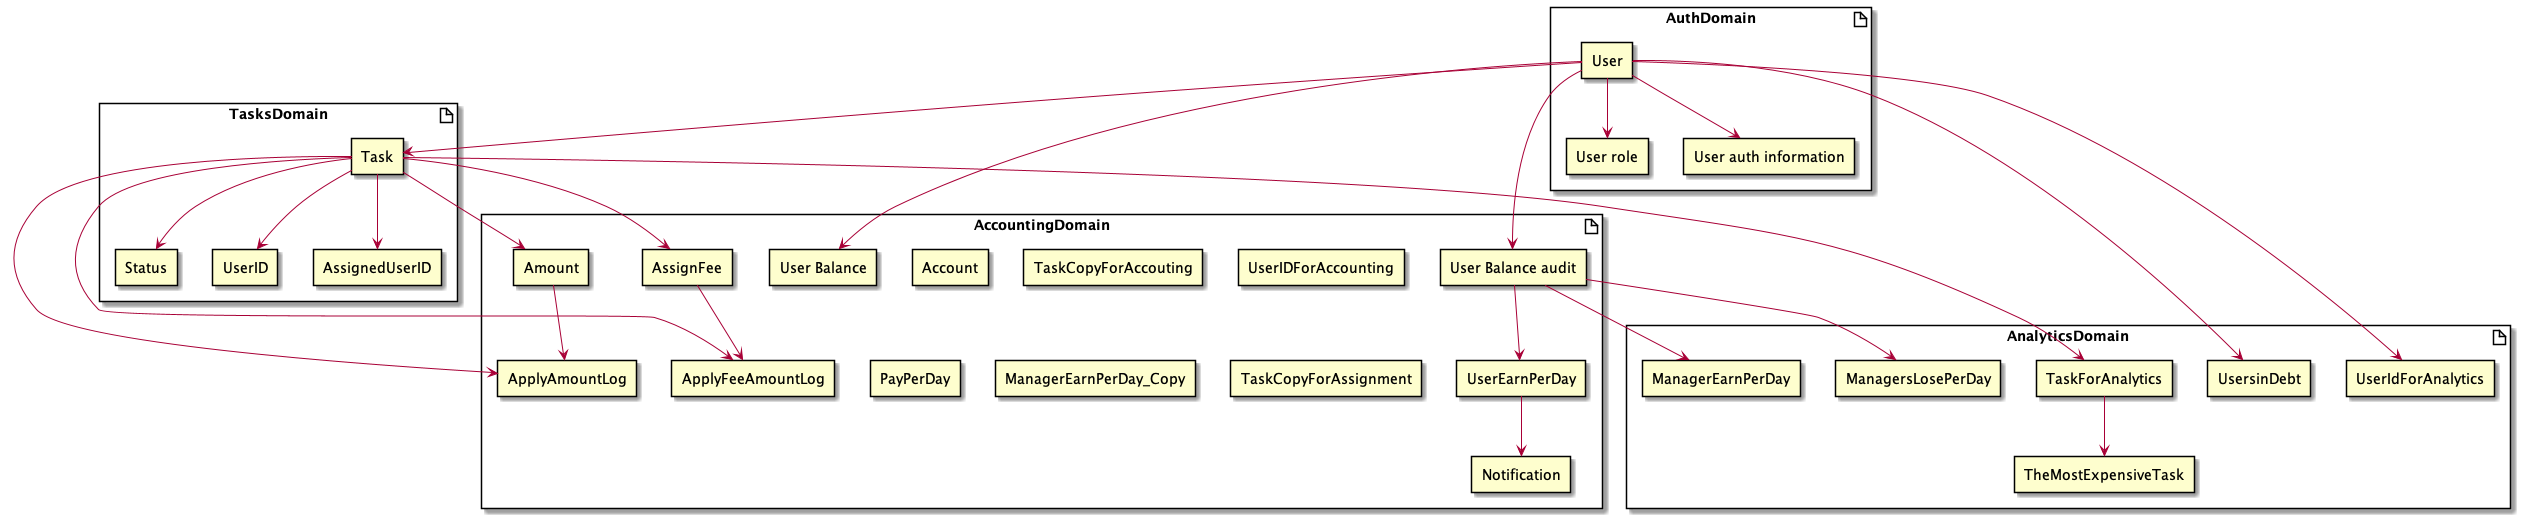 AuthDomain
User
User role
User auth information
TasksDomain
Task
Status
UserID
AssignedUserID
AccountingDomain
Amount
AssignFee
User Balance
Account
TaskCopyForAccouting
UserIDForAccounting
User Balance audit
ApplyAmountLog
ApplyFeeAmountLog
PayPerDay
ManagerEarnPerDay_Copy
TaskCopyForAssignment
UserEarnPerDay
Notification
AnalyticsDomain
ManagerEarnPerDay
ManagersLosePerDay
TaskForAnalytics
UsersinDebt
UserIdForAnalytics
TheMostExpensiveTask